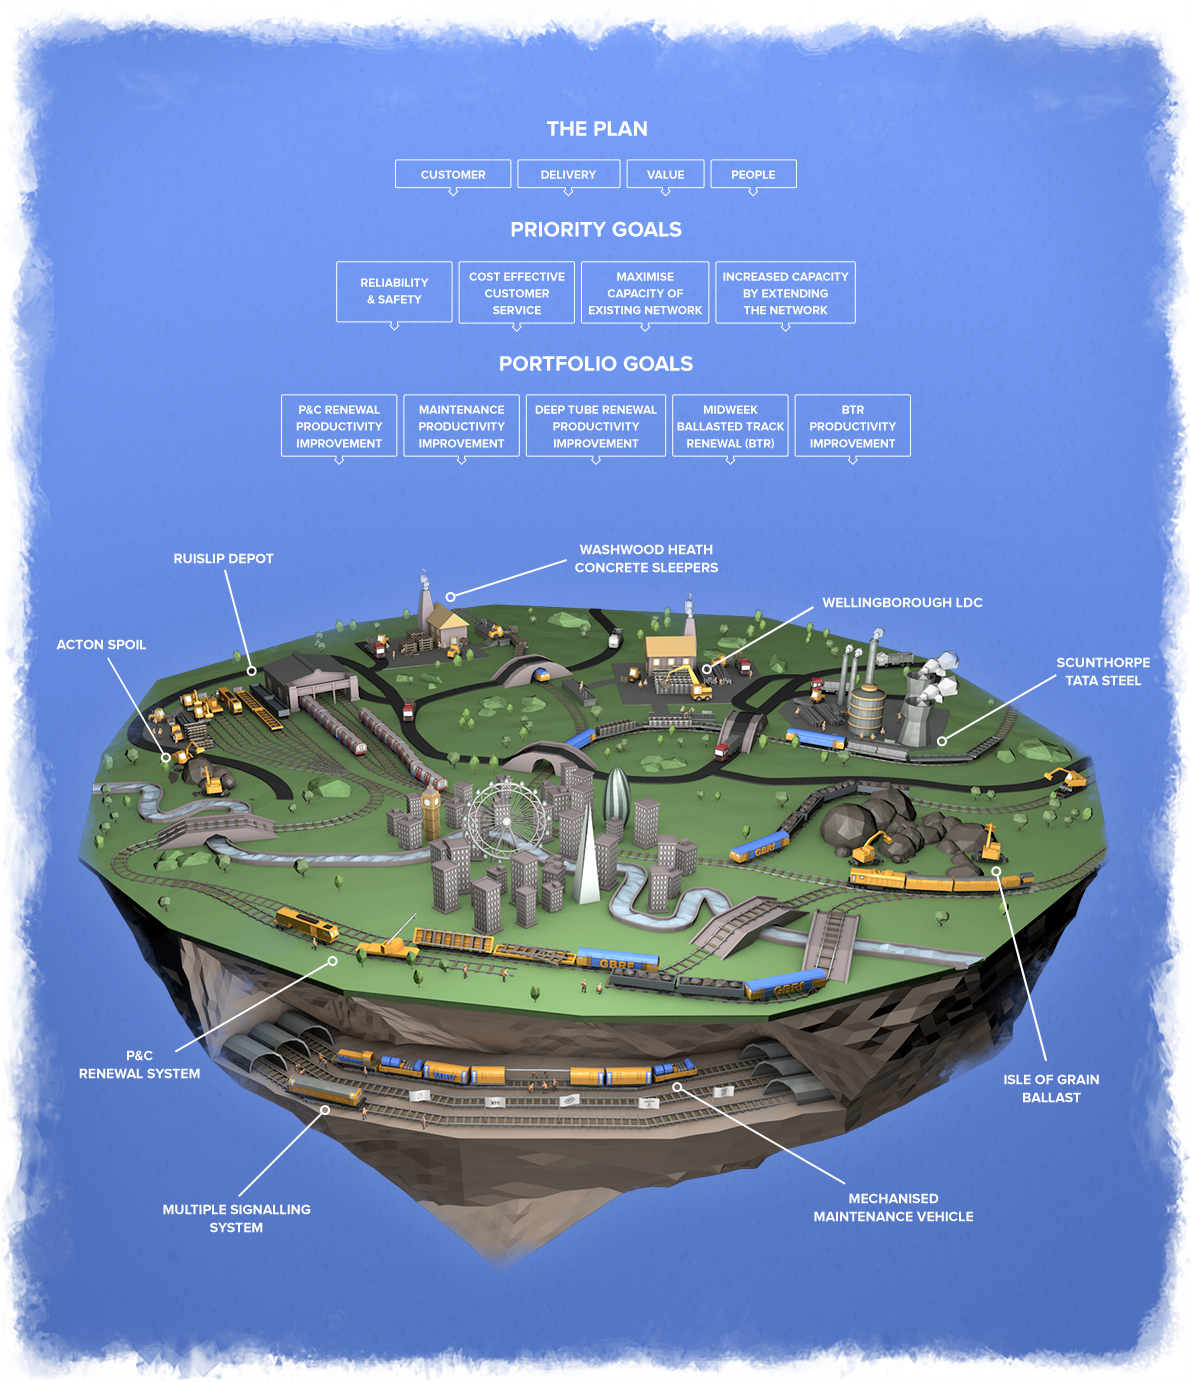 THE PLAN
CUSTOMER
DELIVERY
VALUE
PEOPLE
PRIORITY GOALS
RELIABILITY
& SAFETY
COST EFFECTIVE
CUSTOMER
SERVICE
MAXIMISE
CAPACITY OF
EXISTING NETWORK
INCREASED CAPACITY
BY EXTENDING
THE NETWORK
PORTFOLIO GOALS
P&C RENEWAL
PRODUCTIVITY
IMPROVEMENT
MAINTENANCE
PRODUCTIVITY
IMPROVEMENT
DEEP TUBE RENEWAL
PRODUCTIVITY
IMPROVEMENT
MIDWEEK
BALLASTED TRACK
RENEWAL (BTR)
BTR
PRODUCTIVITY
IMPROVEMENT
RUISLIP DEPOT
WASHWOOD HEATH
CONCRETE SLEEPERS
WELLINGBOROUGH LDC
ACTON SPOIL
SCUNTHORPE
TATA STEEL
GBRF
GBRF
GBRF
P&C
RENEWAL SYSTEM
ISLE OF GRAIN
BALLAST
MULTIPLE SIGNALLING
SYSTEM
MECHANISED
MAINTENANCE VEHICLE